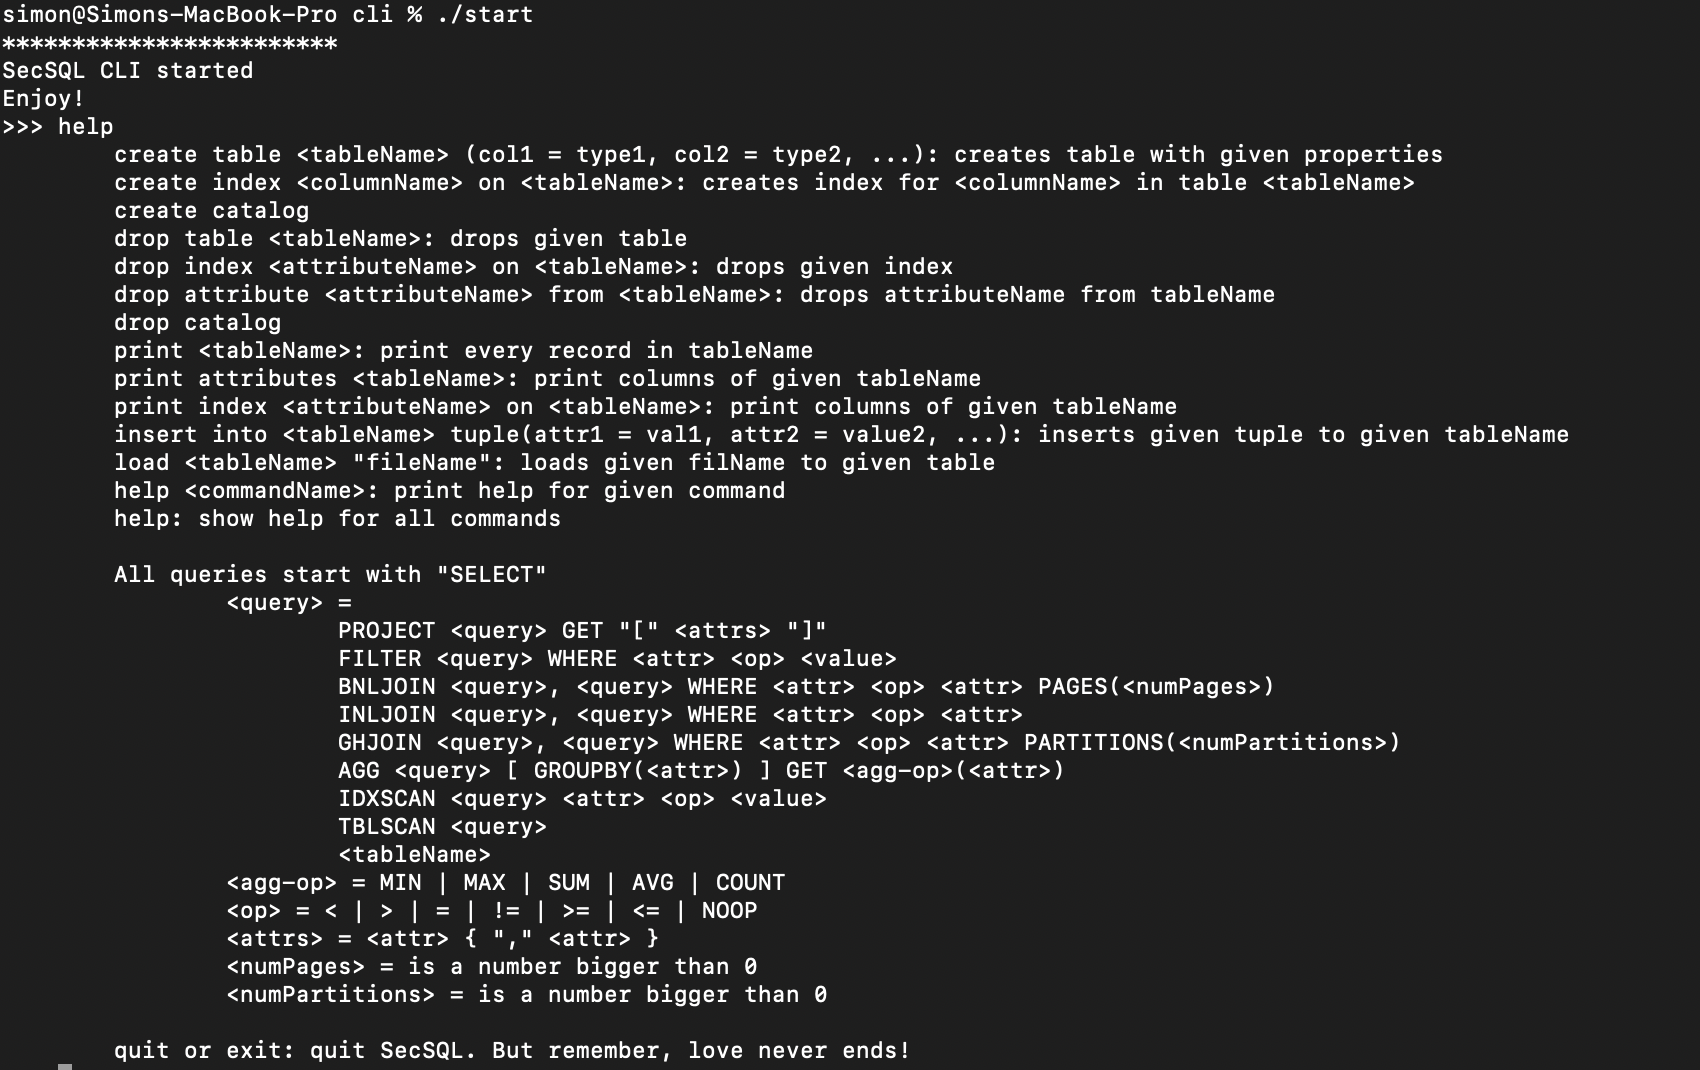 simon@Simons-MacBook-Pro cli % ./start
************************
SecSQL CLI started
Enjoy!
>>> help
create table <tableName> (col1 = type1, col2 = type2, ...): creates table with given properties
create index <columnName> on <tableName>: creates index for <columnName> in table <tableName>
create catalog
drop table <tableName>: drops given table
drop index <attributeName> on <tableName>: drops given index
drop attribute <attributeName> from <tableName>: drops attributeName from tableName
drop catalog
print <tableName>: print every record in tableName
print attributes <tableName>: print columns of given tableName
print index <attributeName> on <tableName>: print columns of given tableName
insert into <tableName> tuple(attr1 = val1, attr2 = value2, ...): inserts given tuple to given tableName
load <tableName> "fileName": loads given filName to given table
help <commandName>: print help for given command
help: show help for all commands
All queries start with "SELECT"
<query> =
PROJECT <query> GET "[" <attrs> "]"
FILTER <query> WHERE <attr> <op> <value>
BNLJOIN <query>, <query> WHERE <attr> <op> <attr> PAGES(<numPages>)
INLJOIN <query>, <query> WHERE <attr> <op> <attr>
GHJOIN <query>, <query> WHERE <attr> <op> <attr> PARTITIONS(<numPartitions>)
AGG <query> [ GROUPBY(<attr>) ] GET <agg-op>(<attr>)
IDXSCAN <query> <attr> <op> <value>
TBLSCAN <query>
<tableName>
<agg-op> = MIN | MAX | SUM | AVG | COUNT
<op> = < | > | = | != | >= | <= | NOOP
<attrs> = <attr> { "," <attr> }
<numPages> = is a number bigger than 0
<numPartitions> = is a number bigger than 0
quit or exit: quit SecSQL. But remember, love never ends!